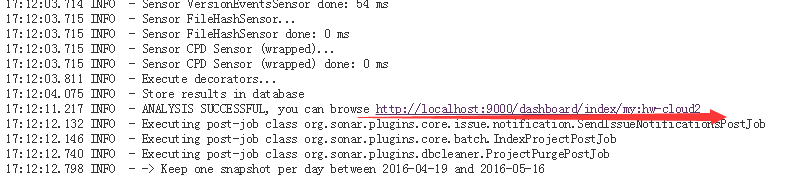 17:12:03.714 INFO  - Sensor VersionEventsSensor done: 54 ms
17:12:03.715 INFO  - Sensor FileHashSensor...
17:12:03.715 INFO  - Sensor FileHashSensor done: 0 ms
17:12:03.715 INFO  - Sensor CPD Sensor (wrapped)...
17:12:03.715 INFO  - Sensor CPD Sensor (wrapped) done: 0 ms
17:12:03.811 INFO  - Execute decorators...
17:12:04.075 INFO  - Store results in database
17:12:11.217 INFO  - ANALYSIS SUCCESSFUL, you can browse http://localhost:9000/dashboard/index/my:hw-cloud2
17:12:12.132 INFO  - Executing post-job class org.sonar.plugins.core.issue.notification.SendIssueNotificationsPostJob
17:12:12.146 INFO  - Executing post-job class org.sonar.plugins.core.batch.IndexProjectPostJob
17:12:12.740 INFO  - Executing post-job class org.sonar.plugins.dbcleaner.ProjectPurgePostJob
17:12:12.798 INFO  - -> Keep one snapshot per day between 2016-04-19 and 2016-05-16